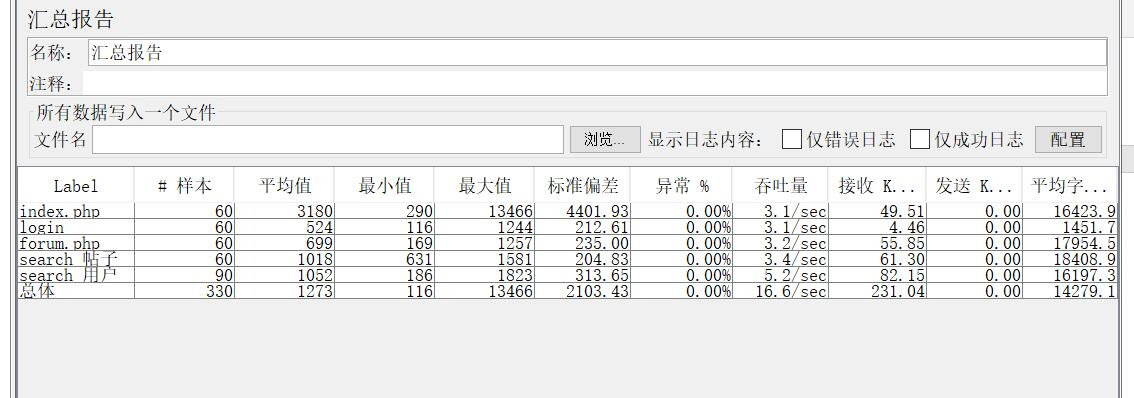 汇总报告
名称： 汇总报告
注释：
所有数据写入一个文件
文件名 浏览... 显示日志内容： 仅错误日志 仅成功日志 配置
Label # 样本 平均值 最小值 最大值 标准偏差 异常 % 吞吐量 接收 K... 发送 K... 平均字...
index.php 60 3180 290 13466 4401.93 0.00% 3.1/sec 49.51 0.00 16423.9
login 60 524 116 1244 212.61 0.00% 3.1/sec 4.46 0.00 1451.7
forum.php 60 699 169 1257 235.00 0.00% 3.2/sec 55.85 0.00 17954.5
search 帖子 60 1018 631 1581 204.83 0.00% 3.4/sec 61.30 0.00 18408.9
search 用户 90 1052 186 1823 313.65 0.00% 5.2/sec 82.15 0.00 16197.3
总体 330 1273 116 13466 2103.43 0.00% 16.6/sec 231.04 0.00 14279.1